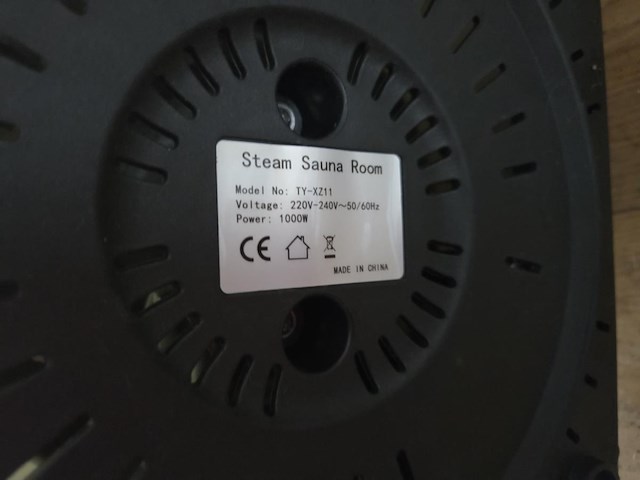 Steam Sauna Room
Model No: TY-XZ11
Voltage: 220V-240V～50/60Hz
Power: 1000W
CE
MADE IN CHINA